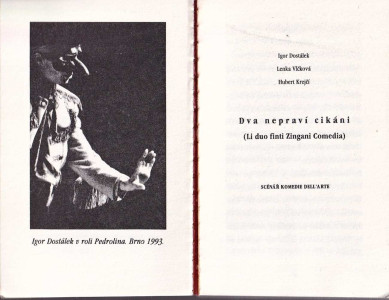 Igor Dostálek v roli Pedrolina. Brno 1993.
Igor Dostálek
Lenka Vlčková
Hubert Krejčí
Dva nepraví cikáni
(Li duo finti Zingani Comedia)
SCÉNÁŘ KOMEDIE DELL'ARTE